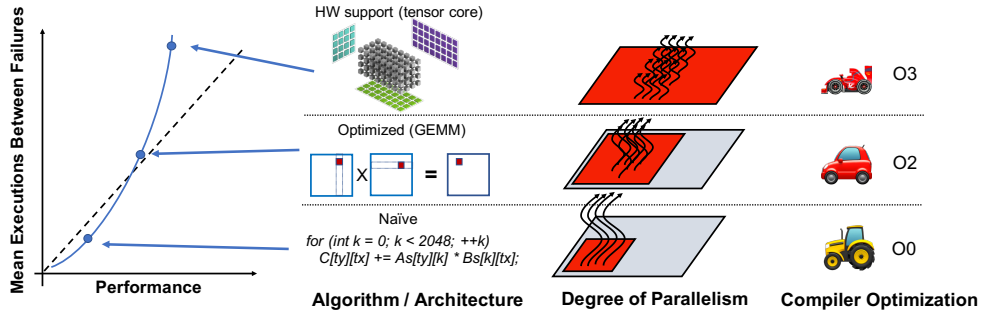 Mean Executions Between Failures
Performance
HW support (tensor core)
Optimized (GEMM)
X
=
Naïve
for (int k = 0; k < 2048; ++k)
C[ty][tx] += As[ty][k] * Bs[k][tx];
Algorithm / Architecture
Degree of Parallelism
O3
O2
O0
Compiler Optimization